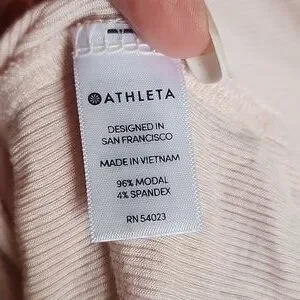 ATHLETA
DESIGNED IN
SAN FRANCISCO
MADE IN VIETNAM
96% MODAL
4% SPANDEX
RN 54023